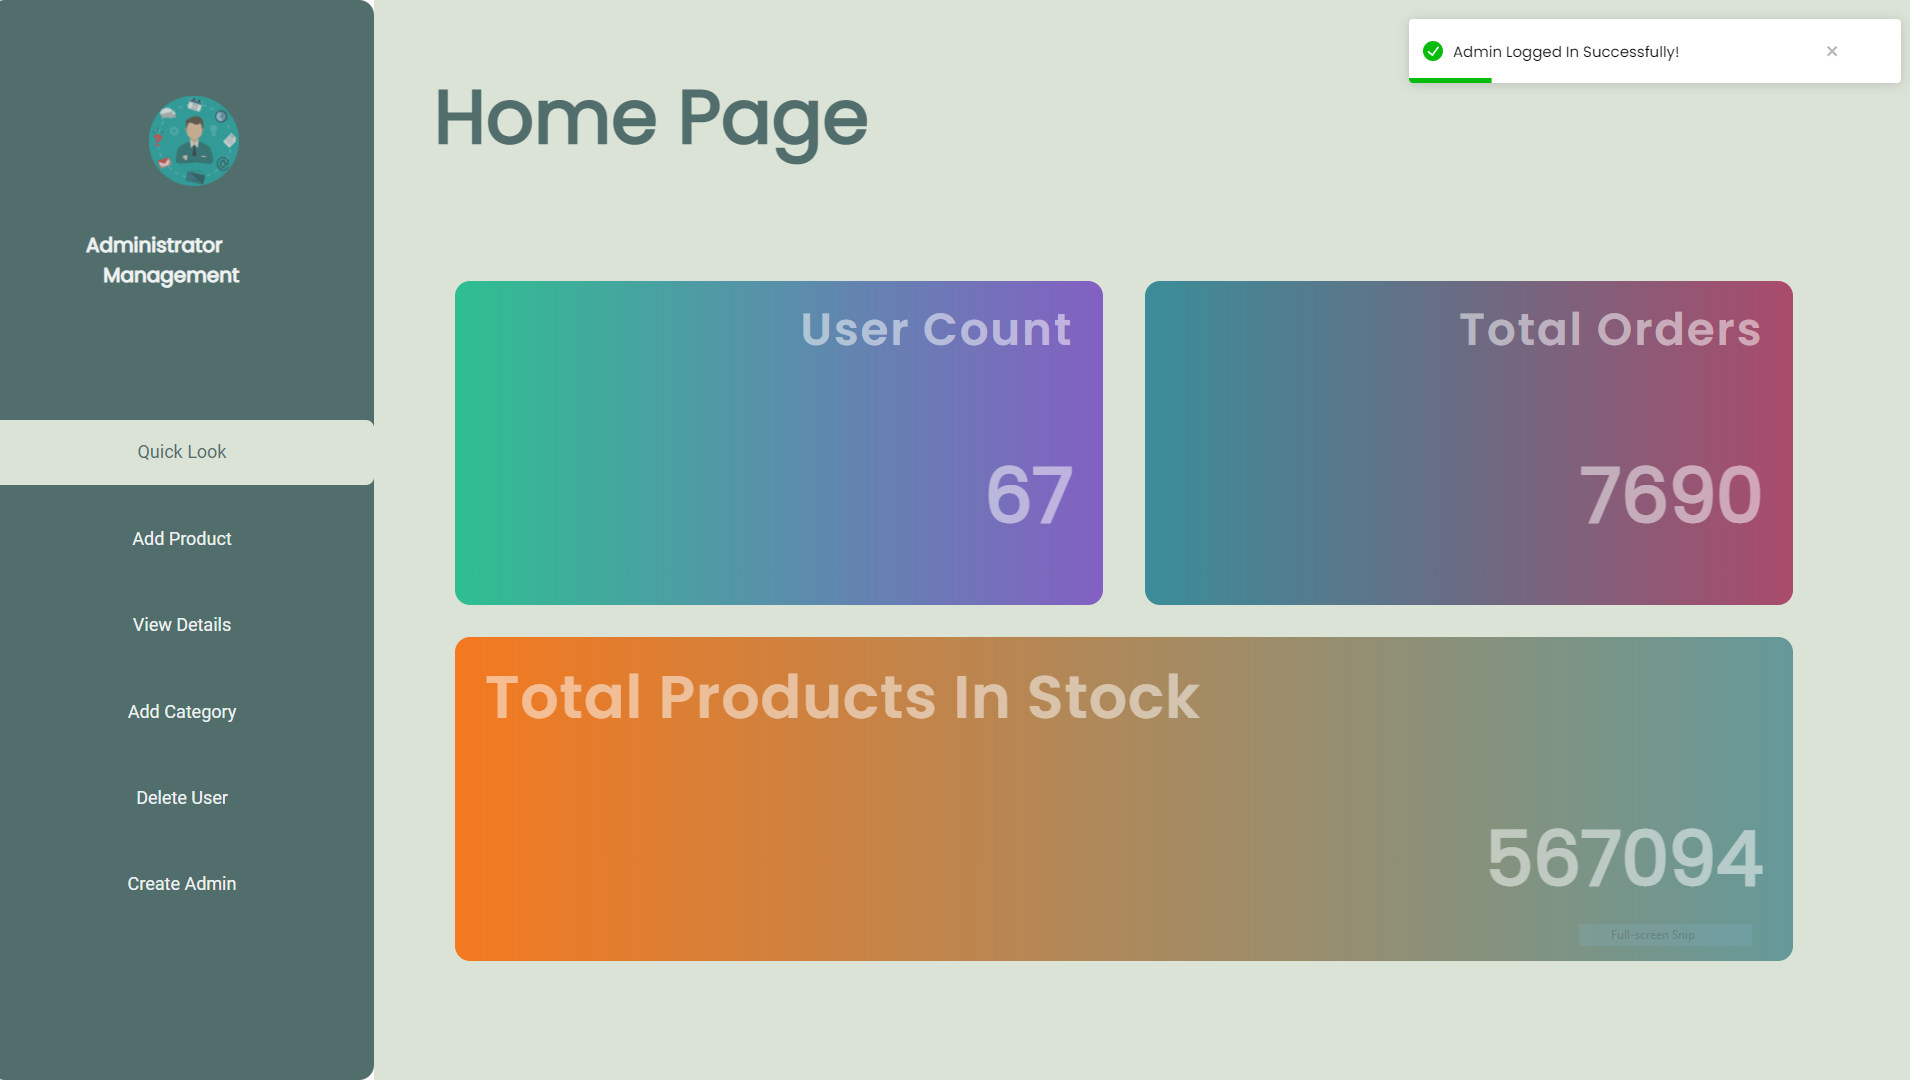 Administrator
Management
Quick Look
Add Product
View Details
Add Category
Delete User
Create Admin
Home Page
Admin Logged In Successfully!
User Count
67
Total Orders
7690
Total Products In Stock
567094
Full-screen Snip